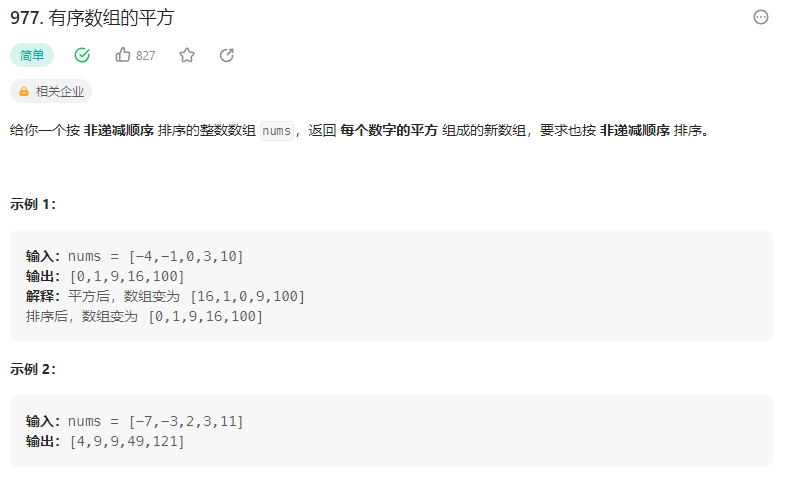 977. 有序数组的平方
简单
827
相关企业
给你一个按 非递减顺序 排序的整数数组 nums，返回 每个数字的平方 组成的新数组，要求也按 非递减顺序 排序。
示例 1：
输入：nums = [-4,-1,0,3,10]
输出：[0,1,9,16,100]
解释：平方后，数组变为 [16,1,0,9,100]
排序后，数组变为 [0,1,9,16,100]
示例 2：
输入：nums = [-7,-3,2,3,11]
输出：[4,9,9,49,121]